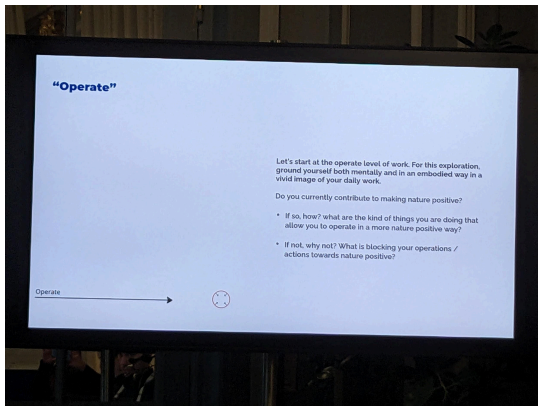 “Operate”
Let's start at the operate level of work. For this exploration,
ground yourself both mentally and in an embodied way in a
vivid image of your daily work.
Do you currently contribute to making nature positive?
• If so, how? what are the kind of things you are doing that
allow you to operate in a more nature positive way?
• If not, why not? What is blocking your operations /
actions towards nature positive?
Operate